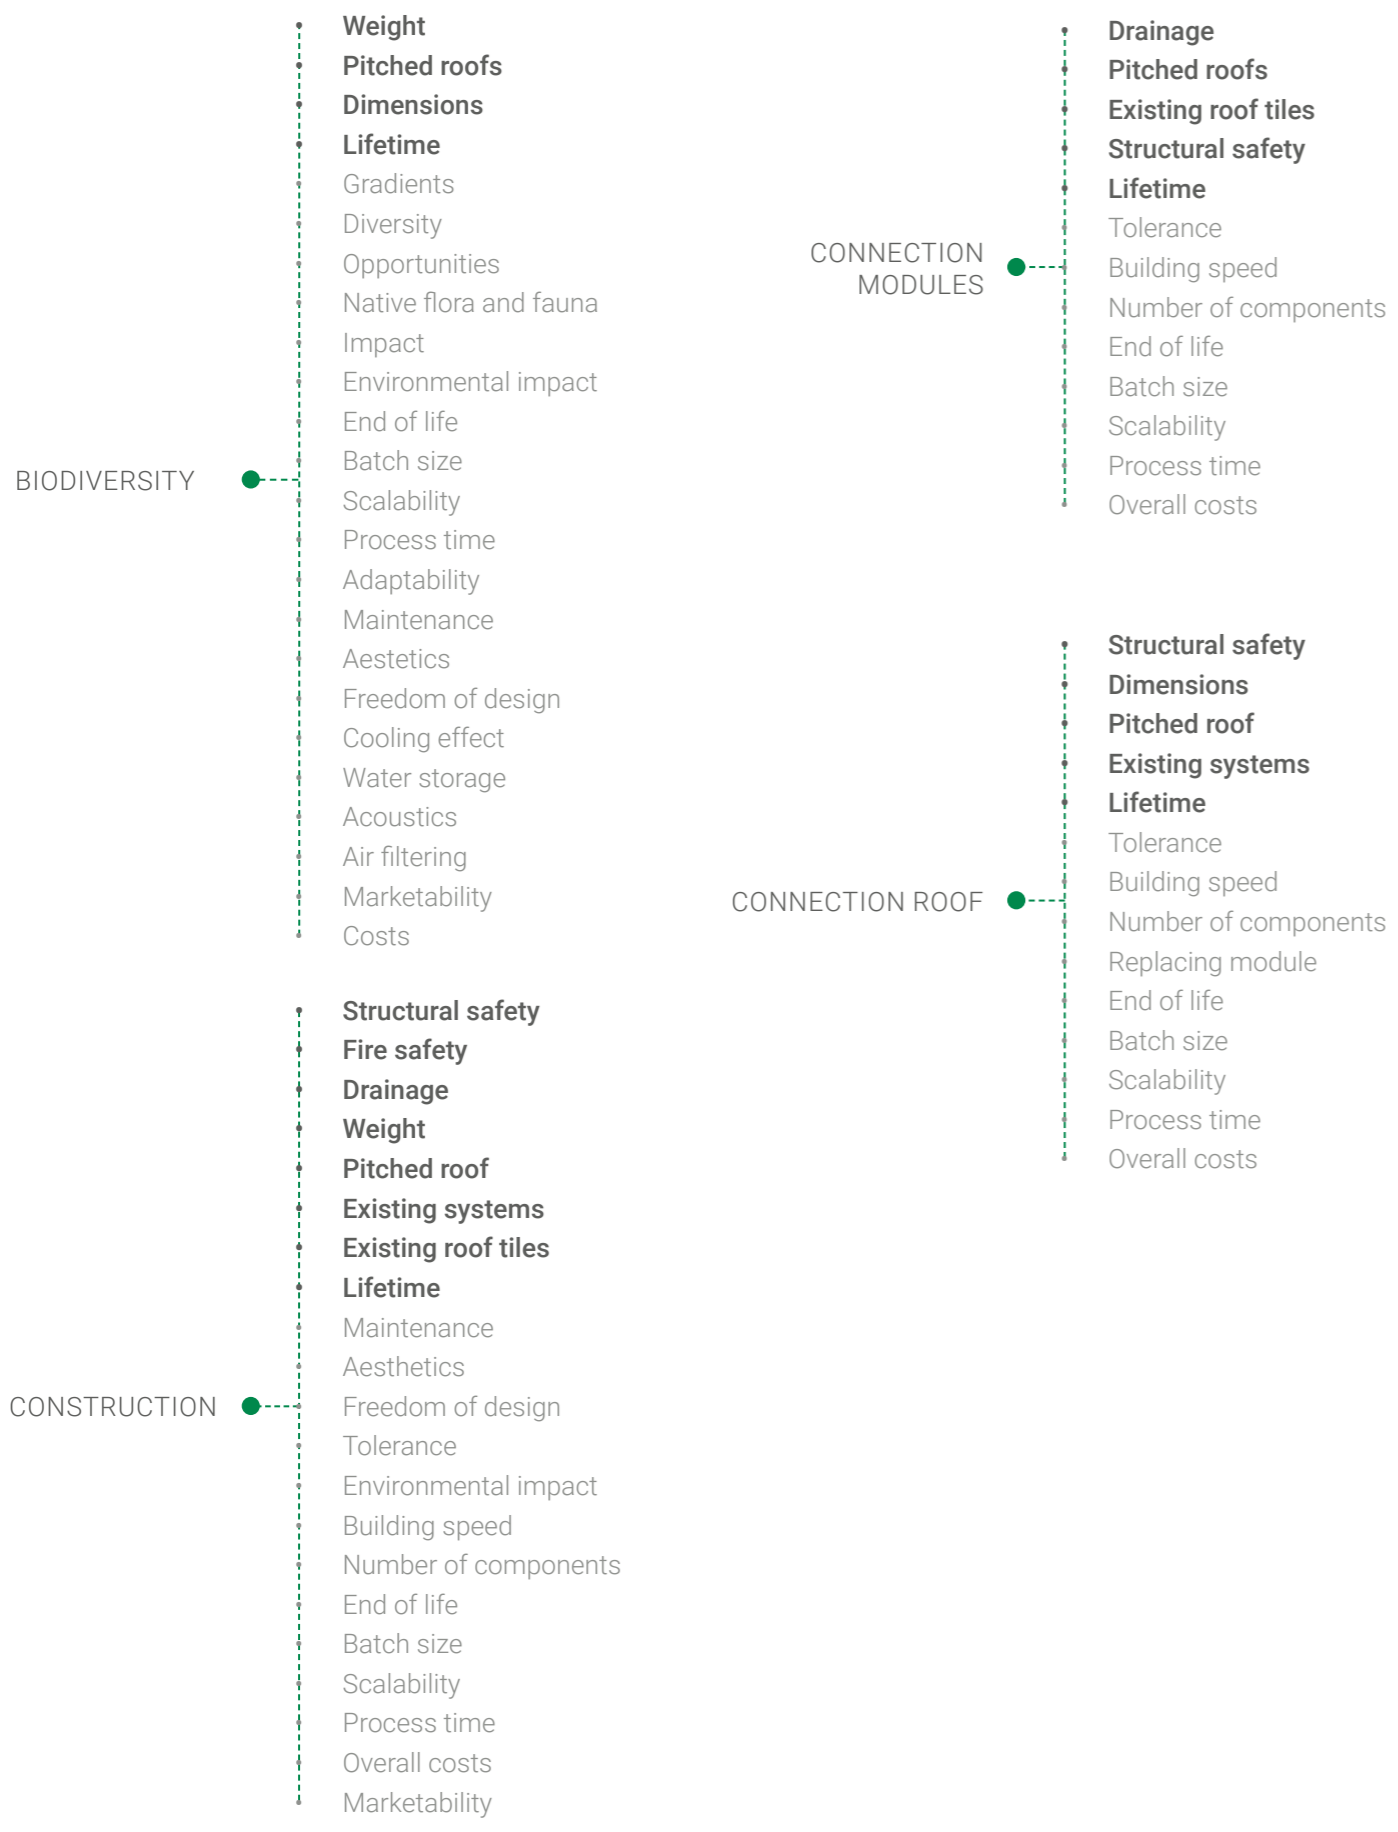 BIODIVERSITY
Weight
Pitched roofs
Dimensions
Lifetime
Gradients
Diversity
Opportunities
Native flora and fauna
Impact
Environmental impact
End of life
Batch size
Scalability
Process time
Adaptability
Maintenance
Aestetics
Freedom of design
Cooling effect
Water storage
Acoustics
Air filtering
Marketability
Costs
CONSTRUCTION
Structural safety
Fire safety
Drainage
Weight
Pitched roof
Existing systems
Existing roof tiles
Lifetime
Maintenance
Aesthetics
Freedom of design
Tolerance
Environmental impact
Building speed
Number of components
End of life
Batch size
Scalability
Process time
Overall costs
Marketability
CONNECTION
MODULES
Drainage
Pitched roofs
Existing roof tiles
Structural safety
Lifetime
Tolerance
Building speed
Number of components
End of life
Batch size
Scalability
Process time
Overall costs
CONNECTION ROOF
Structural safety
Dimensions
Pitched roof
Existing systems
Lifetime
Tolerance
Building speed
Number of components
Replacing module
End of life
Batch size
Scalability
Process time
Overall costs